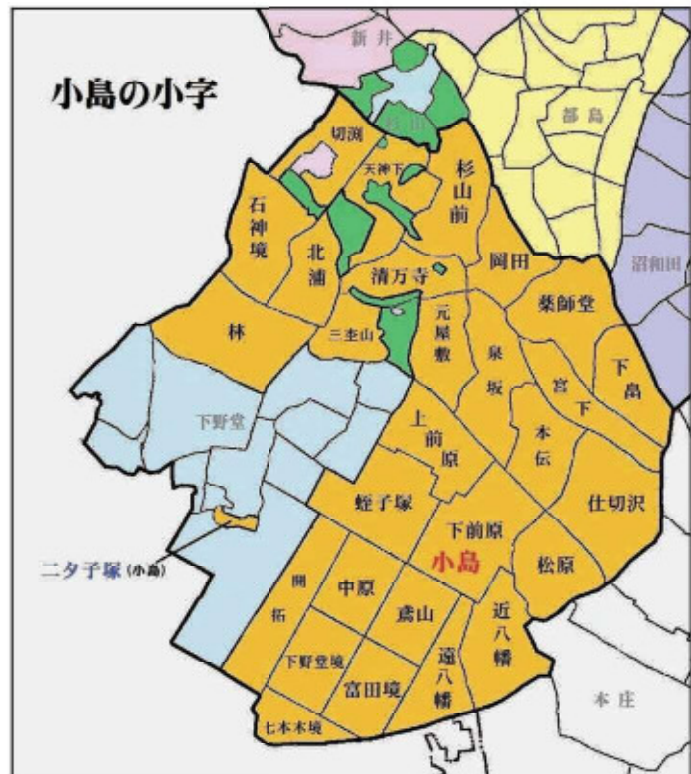 小島の小字
新井
杉山
都島
沼和田
切渕
天神下
杉山前
石神境
北浦
清万寺
岡田
薬師堂
林
三杢山
元屋敷
泉坂
宮下
下畠
下野堂
上前原
本伝
蛭子塚
下前原
仕切沢
小島
松原
二タ子塚(小島)
開拓
中原
鳶山
近八幡
遠八幡
下野堂境
富田境
七本木境
本庄